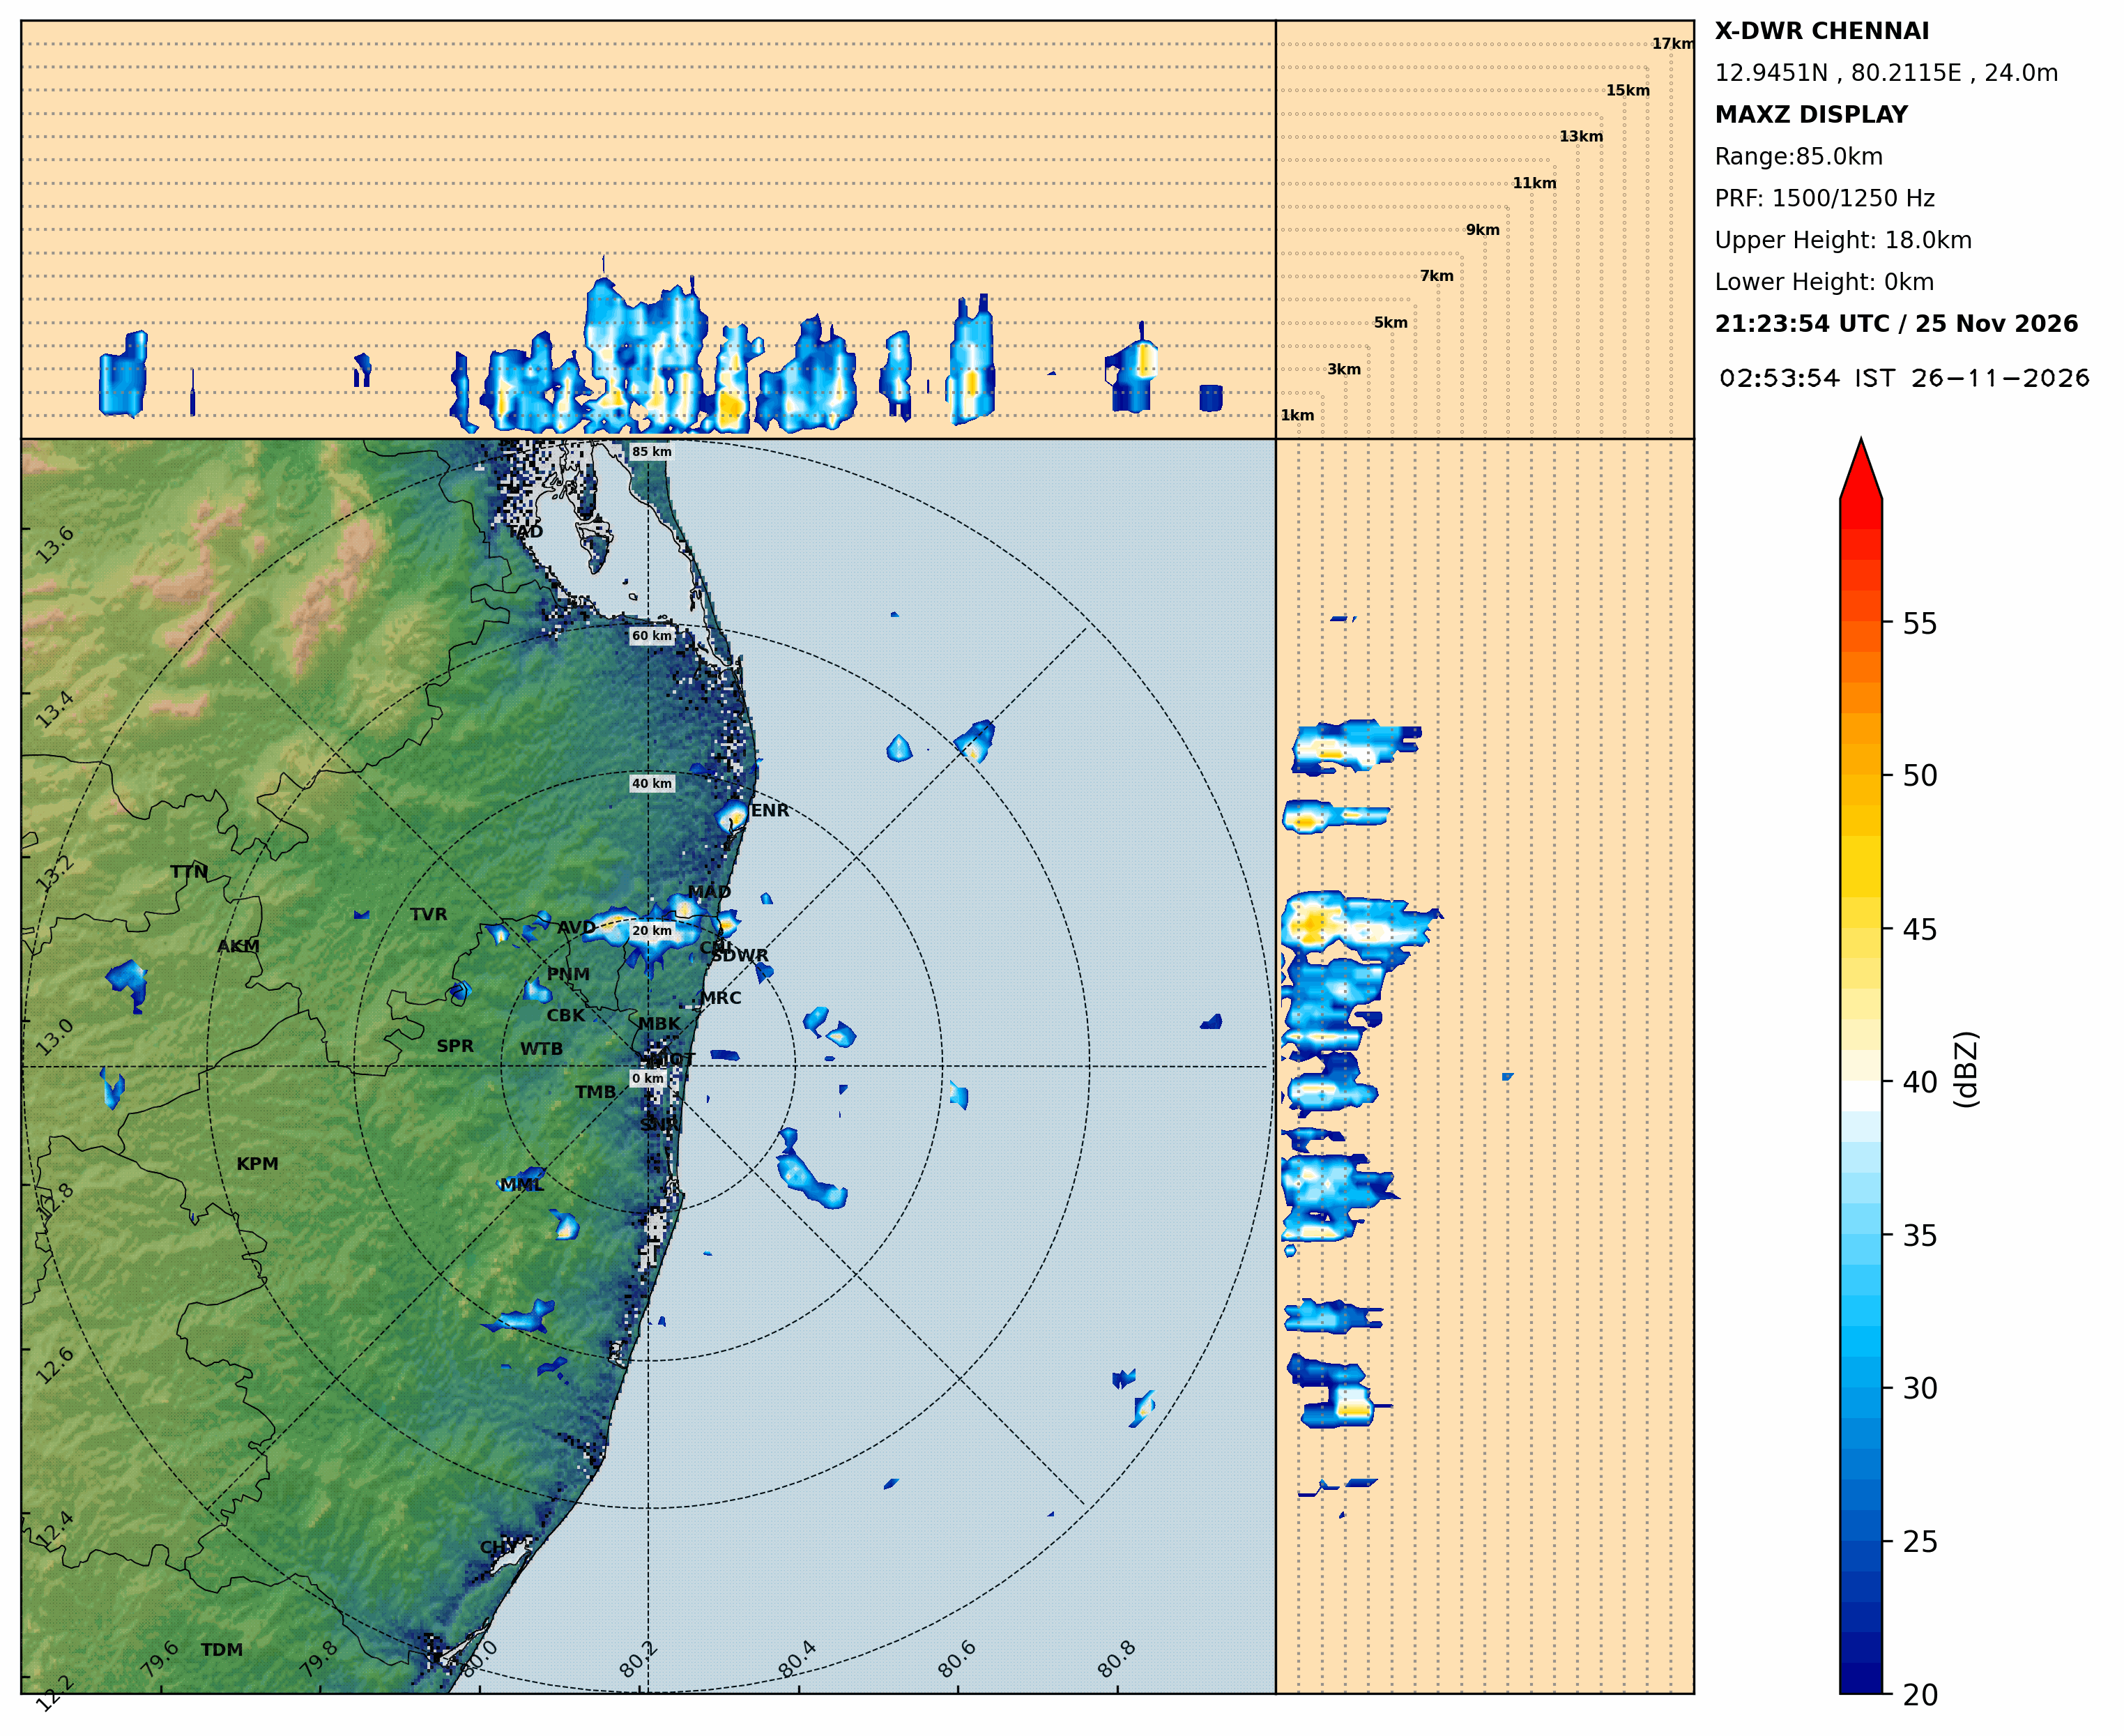 X-DWR CHENNAI
12.9451N , 80.2115E , 24.0m
MAXZ DISPLAY
Range:85.0km
PRF: 1500/1250 Hz
Upper Height: 18.0km
Lower Height: 0km
21:23:54 UTC / 25 Nov 2026
02:53:54 IST 26-11-2026
17km
15km
13km
11km
9km
7km
5km
3km
1km
85 km
TAD
13.6
60 km
13.4
40 km
ENR
13.2
TTN
MAD
TVR
AVD
20 km
AKM
SDWR
PNM
MRC
CBK
MBK
13.0
SPR
WTB
0 km
TMB
SNR
KPM
MML
12.8
12.6
12.4
CHY
TDM
12.2
79.6
79.8
80.0
80.2
80.4
80.6
80.8
55
50
45
40
35
30
25
20
(dBZ)